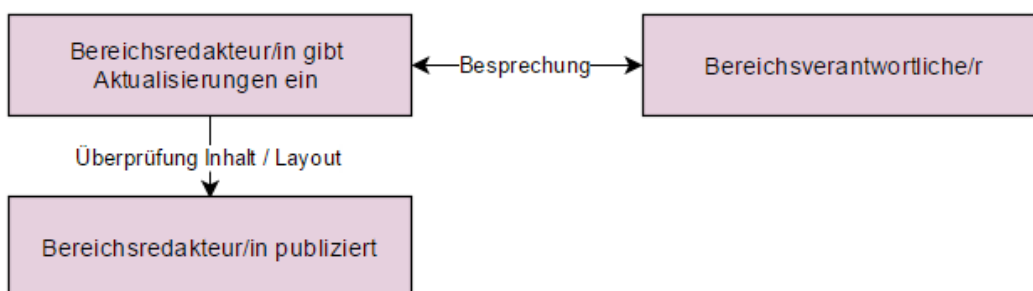 Bereichsredakteur/in gibt
Aktualisierungen ein
Besprechung
Bereichsverantwortliche/r
Überprüfung Inhalt / Layout
Bereichsredakteur/in publiziert